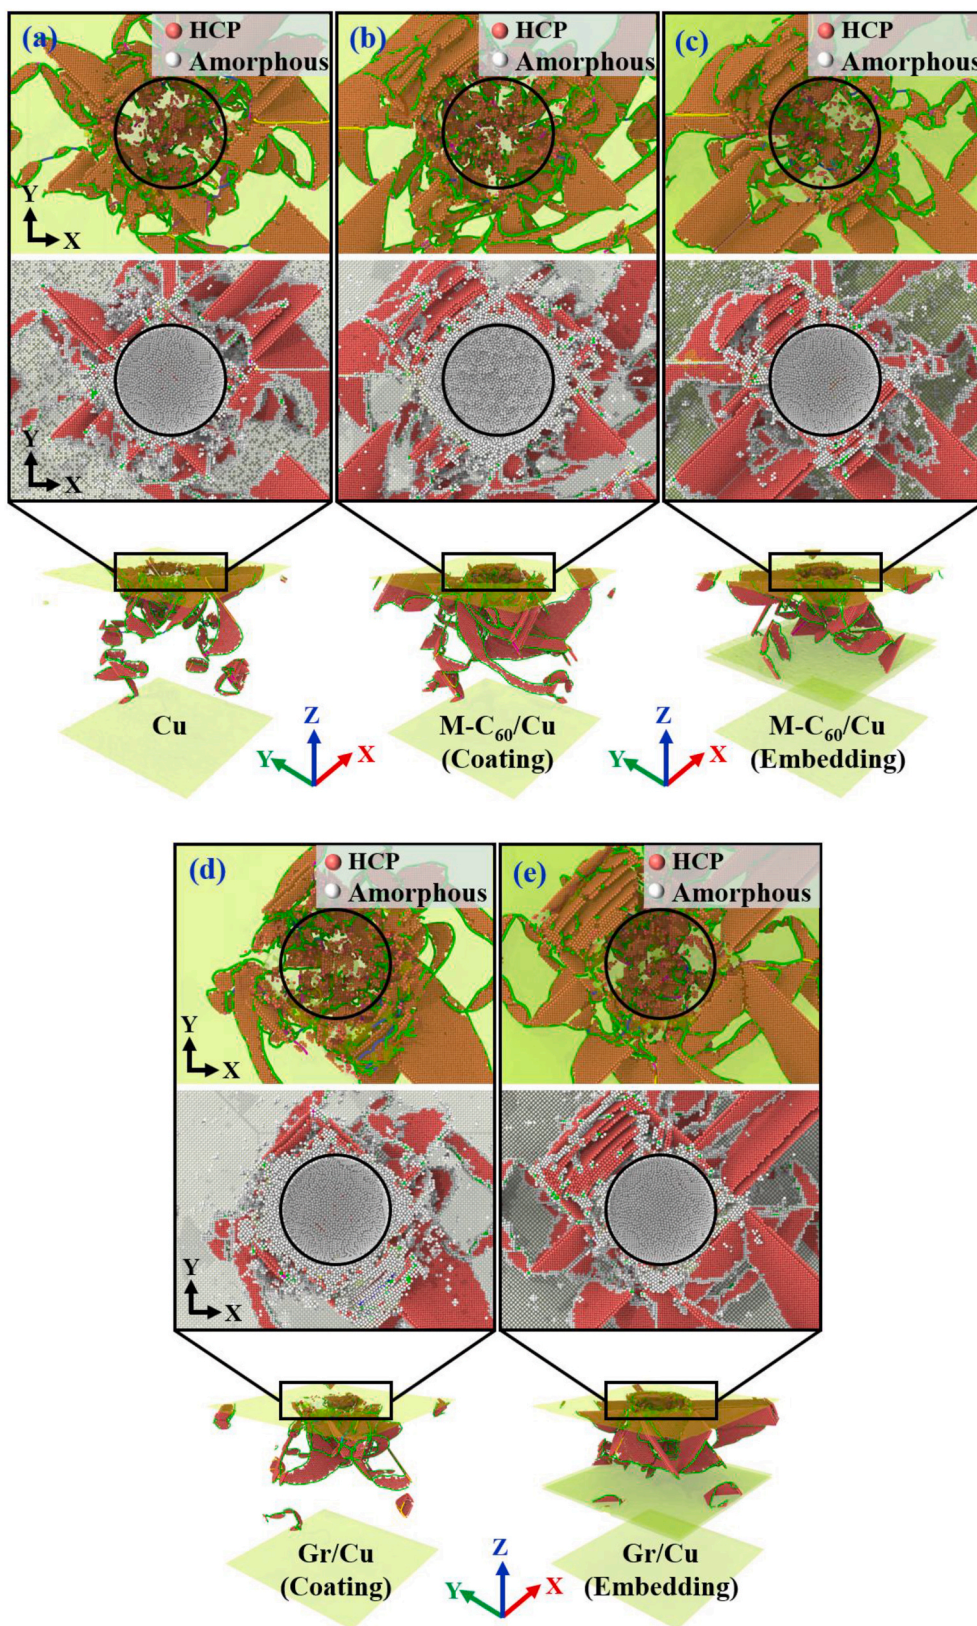 (a)
HCP
Amorphous
Y
X
Y
X
(b)
HCP
Amorphous
(c)
HCP
Amorphous
Cu
Z
Y
X
M-C₆₀/Cu
(Coating)
Z
Y
X
M-C₆₀/Cu
(Embedding)
(d)
HCP
Amorphous
Y
X
Y
X
(e)
HCP
Amorphous
Gr/Cu
(Coating)
Z
Y
X
Gr/Cu
(Embedding)